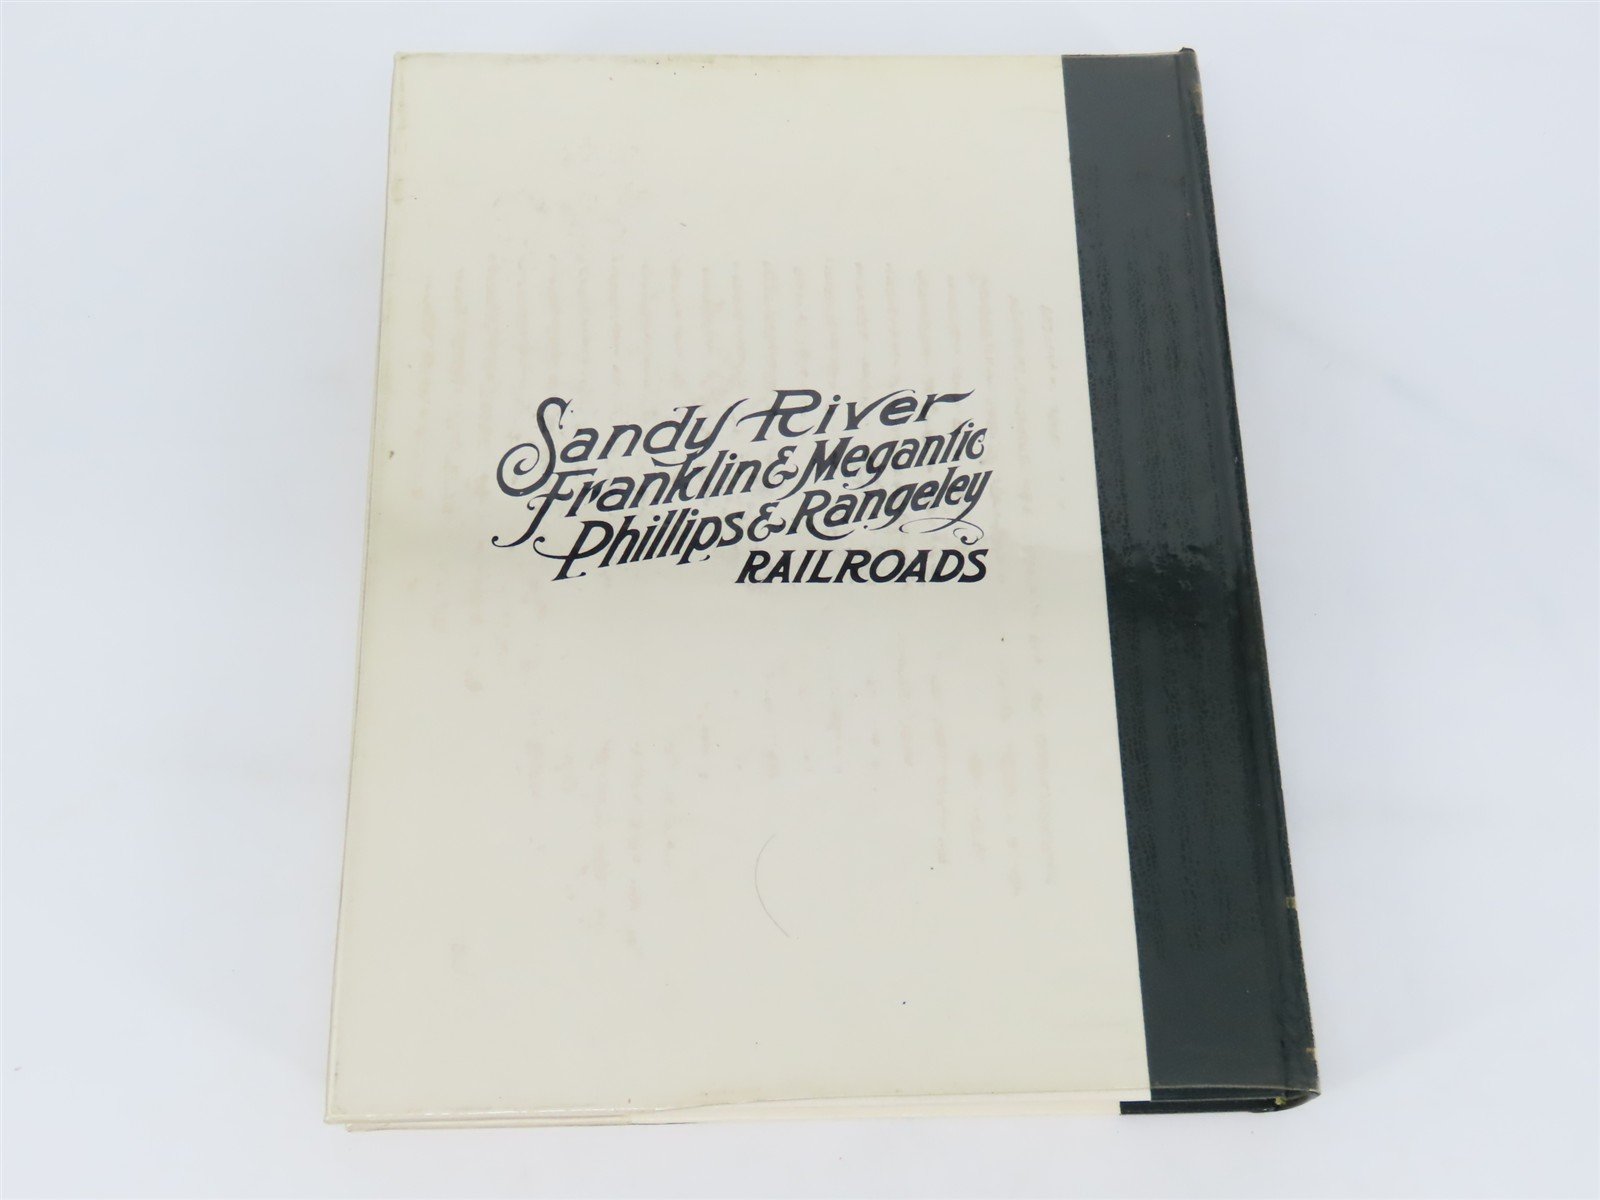 Sandy River
Franklin & Megantic
Phillips & Rangeley
RAILROADS